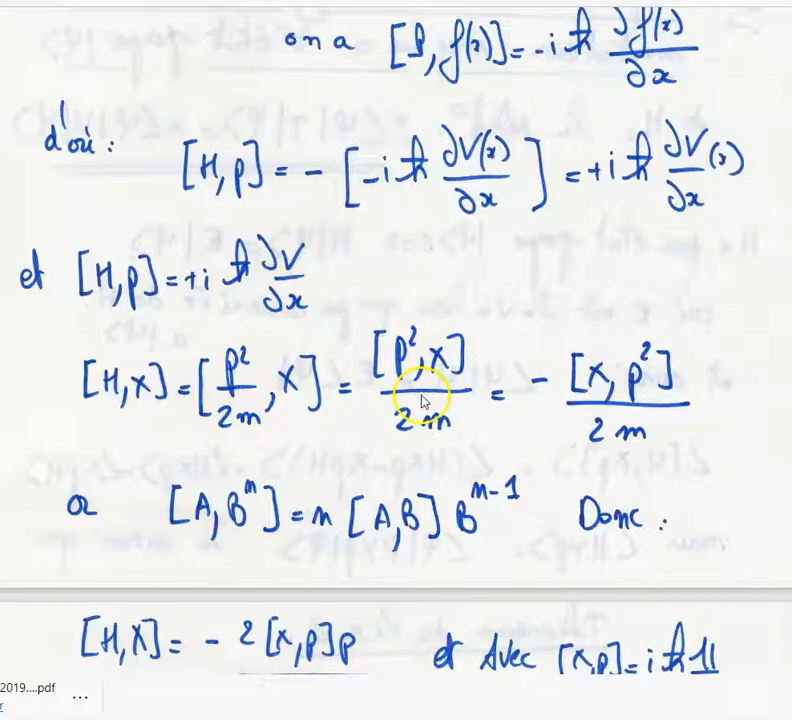 on a [P, f(x)] = -iℏ ∂f(x)/∂x
d'où : [H, p] = - [-iℏ ∂V(x)/∂x] = +iℏ ∂V/∂x (x)
et [H, p] = +iℏ ∂V/∂x
[H, X] = [P²/2m, X] = [P², X]/2m = - [X, P²]/2m
or [A, Bⁿ] = n [A, B] Bⁿ⁻¹ Donc :
[H, X] = - 2 [X, p] p et Avec [X, p] = iℏ 1
2019....pdf ...